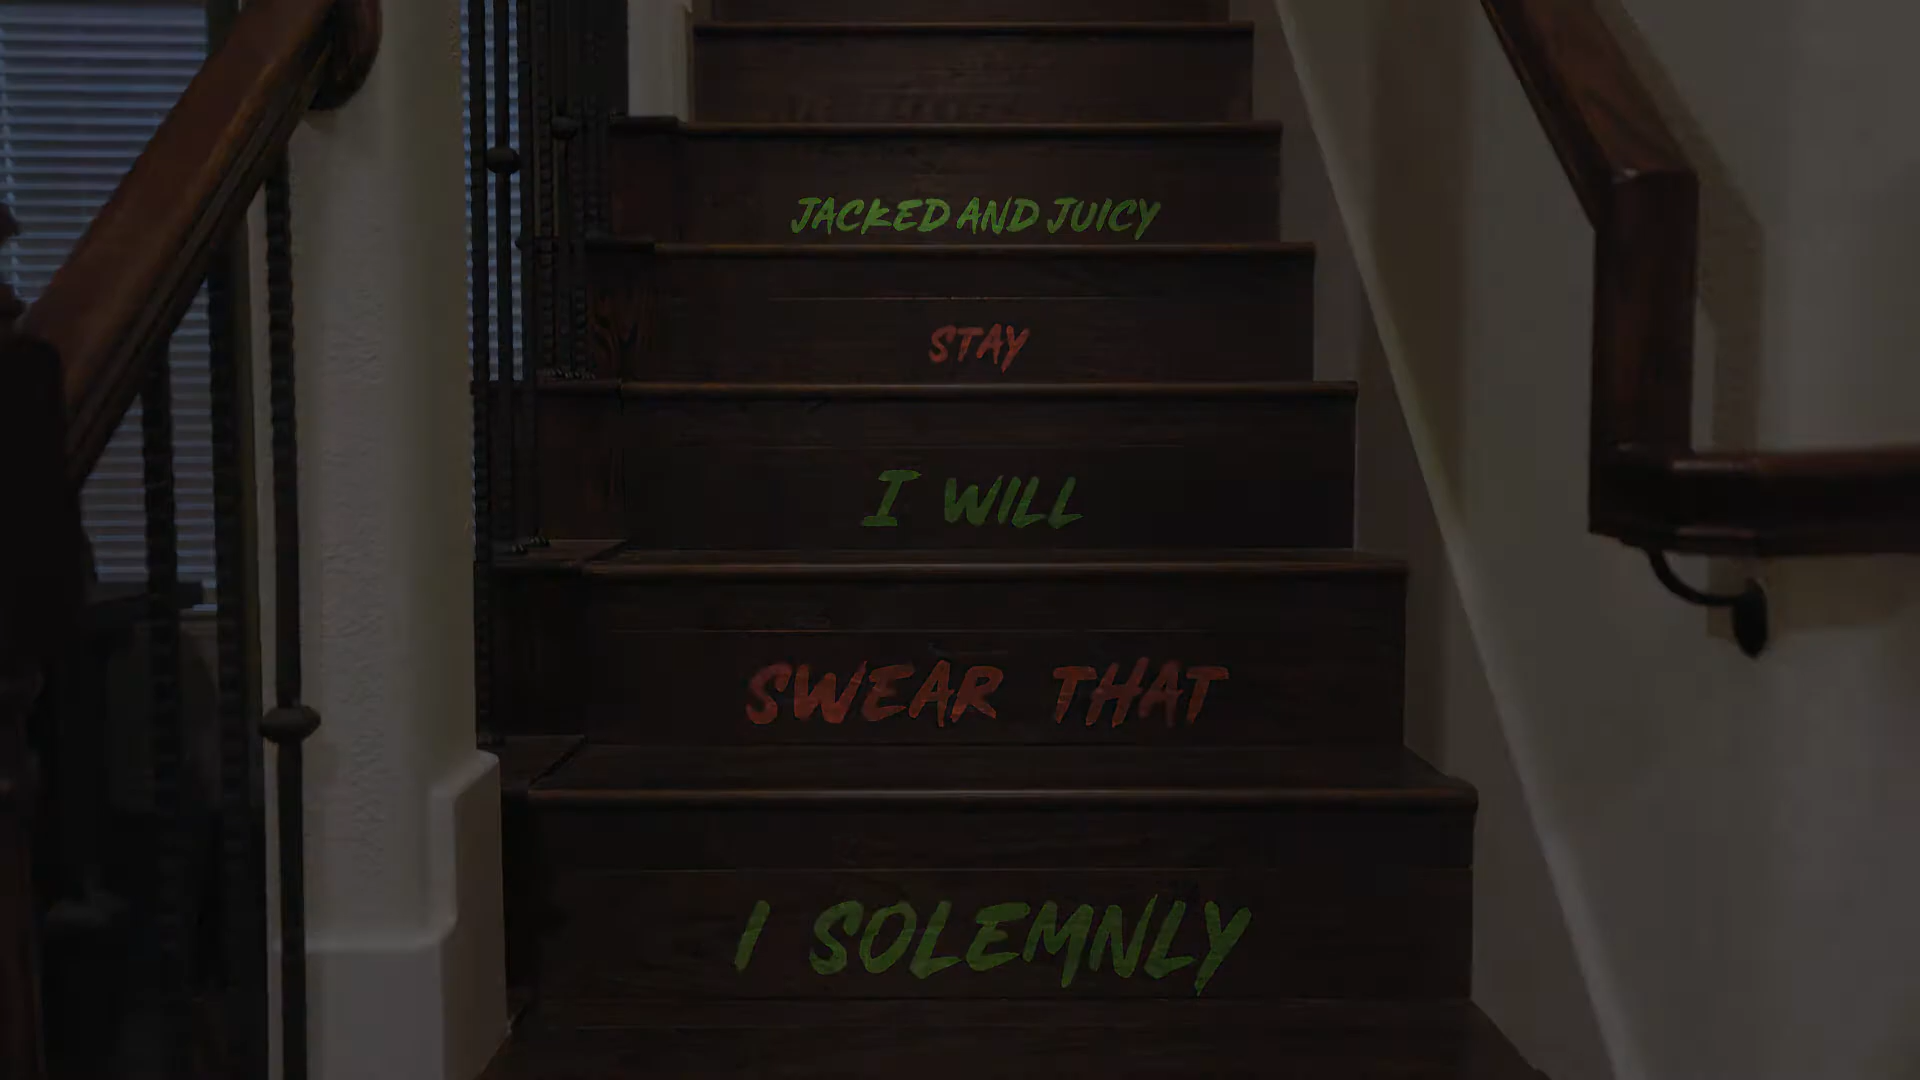 I SOLEMNLY
SWEAR THAT
I WILL
STAY
JACKED AND JUICY